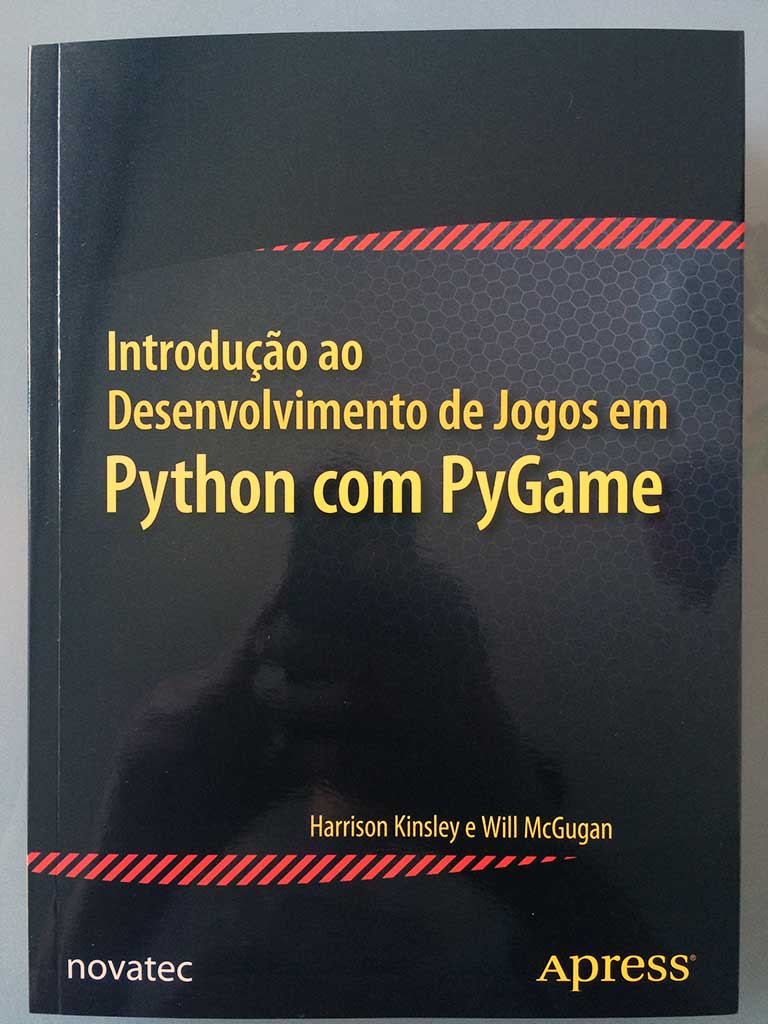 Introdução ao
Desenvolvimento de Jogos em
Python com PyGame
Harrison Kinsley e Will McGugan
novatec
Apress®